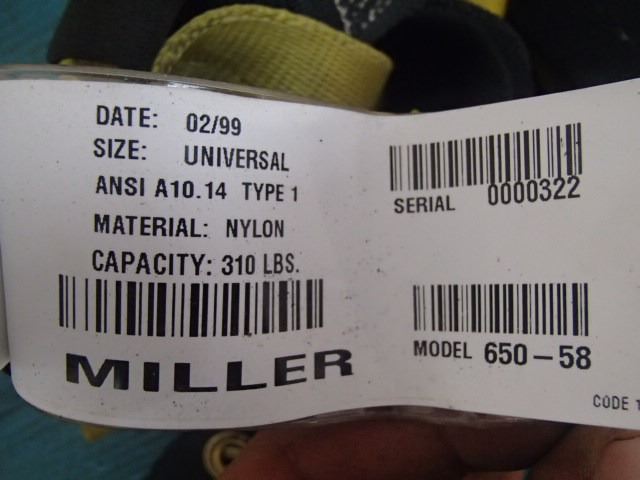 DATE: 02/99
SIZE: UNIVERSAL
ANSI A10.14 TYPE 1
MATERIAL: NYLON
CAPACITY: 310 LBS.
MILLER
SERIAL 0000322
MODEL 650-58
CODE